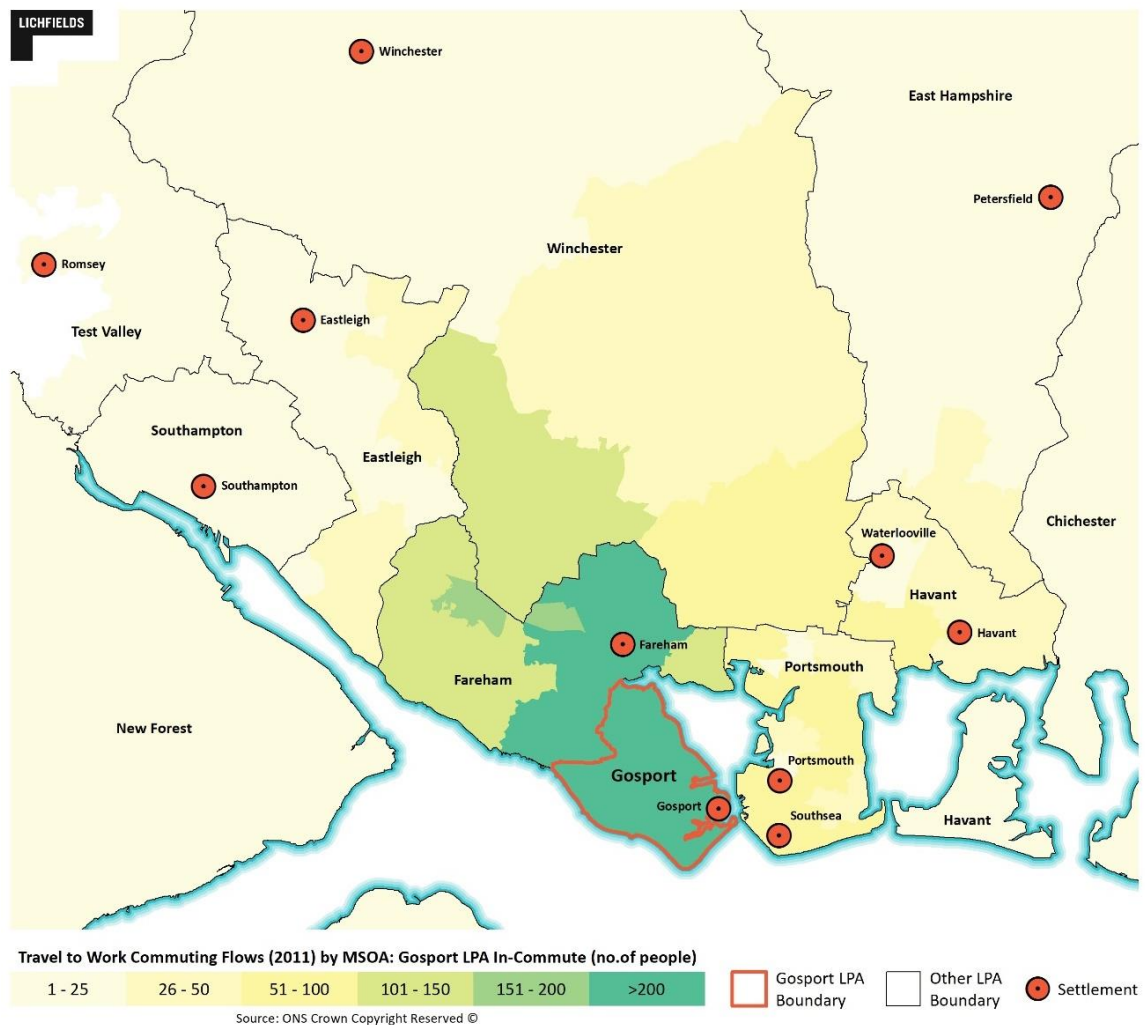 LICHFIELDS
Winchester
East Hampshire
Petersfield
Winchester
Romsey
Eastleigh
Test Valley
Southampton
Eastleigh
Southampton
Chichester
Waterlooville
Havant
Havant
Fareham
Portsmouth
Fareham
New Forest
Portsmouth
Gosport
Gosport
Southsea
Havant
Travel to Work Commuting Flows (2011) by MSOA: Gosport LPA In-Commute (no.of people)
1 - 25
26 - 50
51 - 100
101 - 150
151 - 200
>200
Source: ONS Crown Copyright Reserved ©
Gosport LPA
Boundary
Other LPA
Boundary
Settlement